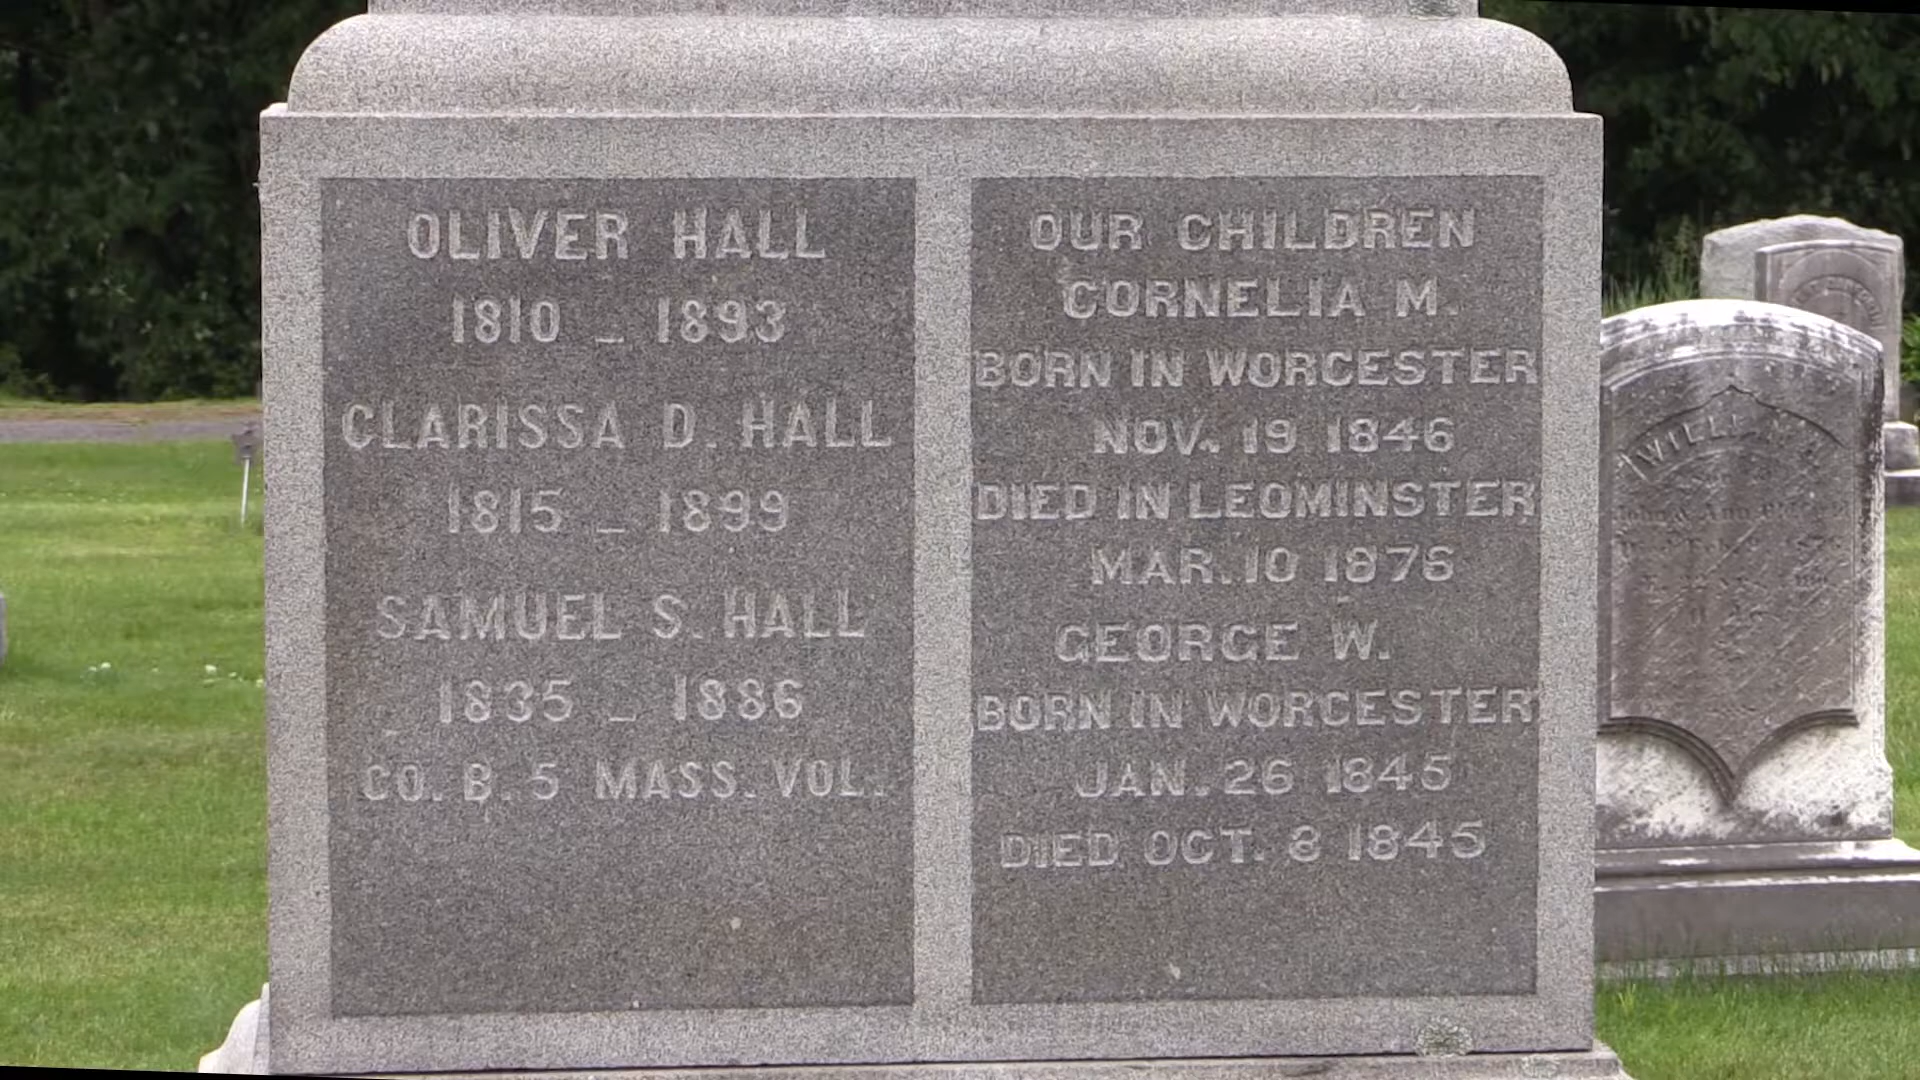 OLIVER HALL
1810 – 1893
CLARISSA D. HALL
1815 – 1899
SAMUEL S. HALL
1835 – 1886
CO. B. 5 MASS. VOL.
OUR CHILDREN
CORNELIA M.
BORN IN WORCESTER
NOV. 19 1846
DIED IN LEOMINSTER
MAR. 10 1876
GEORGE W.
BORN IN WORCESTER
JAN. 26 1845
DIED OCT. 8 1845